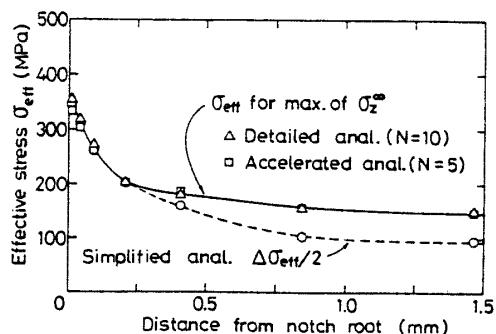 Effective stress σeff (MPa)
500
400
300
200
100
0
0
0.5
1.0
1.5
σeff for max. of σz∞
△ Detailed anal. (N=10)
□ Accelerated anal. (N=5)
Simplified anal. Δσeff/2
Distance from notch root (mm)